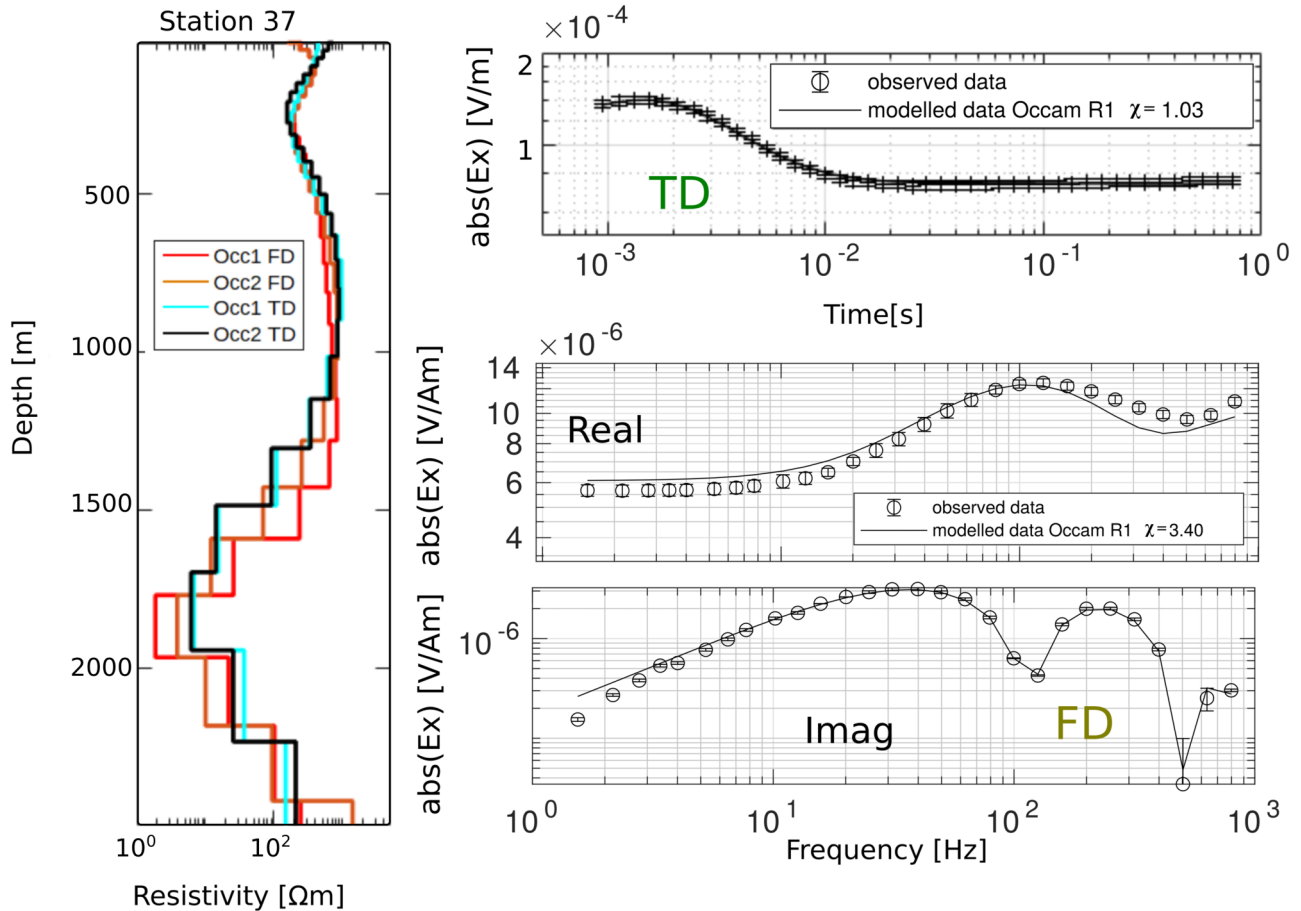 Station 37
Depth [m]
500
1000
1500
2000
Occ1 FD
Occ2 FD
Occ1 TD
Occ2 TD
10⁰
10²
Resistivity [Ωm]
×10⁻⁴
abs(Ex) [V/m]
2
1
observed data
modelled data Occam R1 χ= 1.03
TD
10⁻³
10⁻²
10⁻¹
10⁰
Time[s]
×10⁻⁶
abs(Ex) [V/Am]
14
10
8
6
4
Real
observed data
modelled data Occam R1 χ=3.40
abs(Ex) [V/Am]
10⁻⁶
Imag
FD
10⁰
10¹
10²
10³
Frequency [Hz]